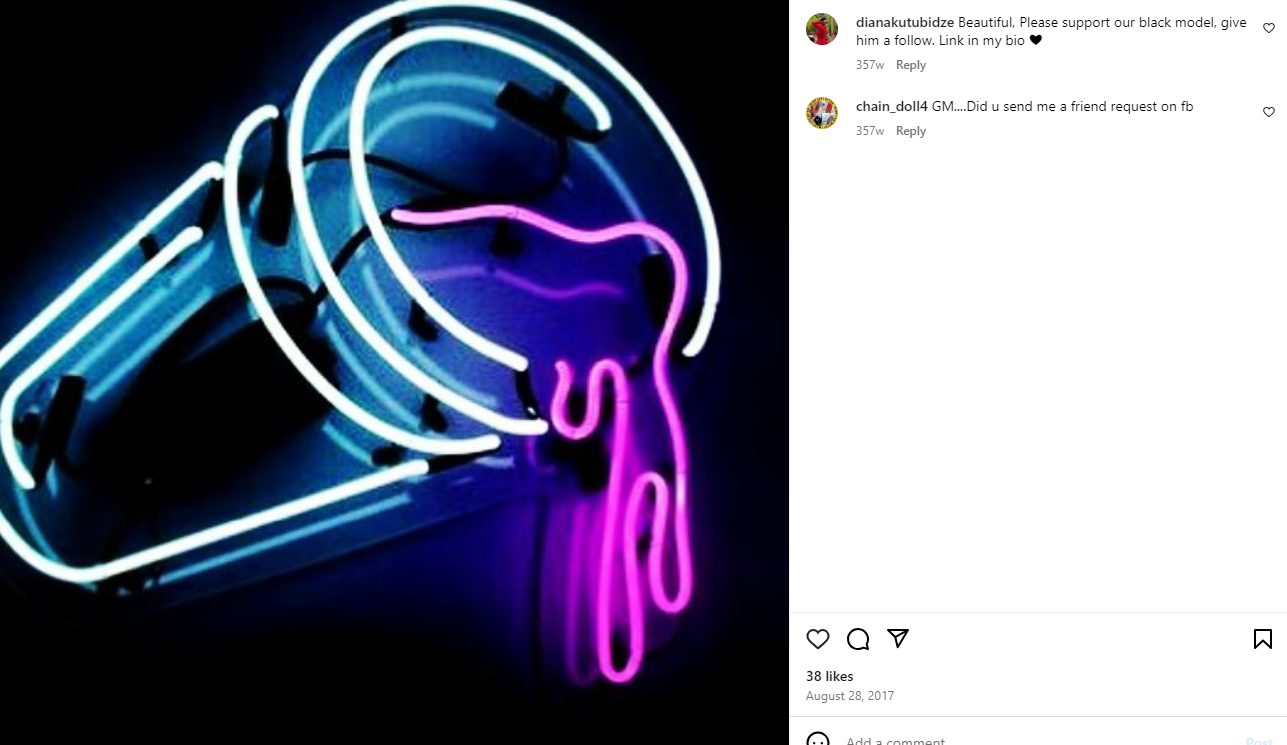 dianakutubidze Beautiful, Please support our black model, give
him a follow. Link in my bio 🖤
357w Reply
chain_doll4 GM....Did u send me a friend request on fb
357w Reply
38 likes
August 28, 2017
Add a comment...
Post